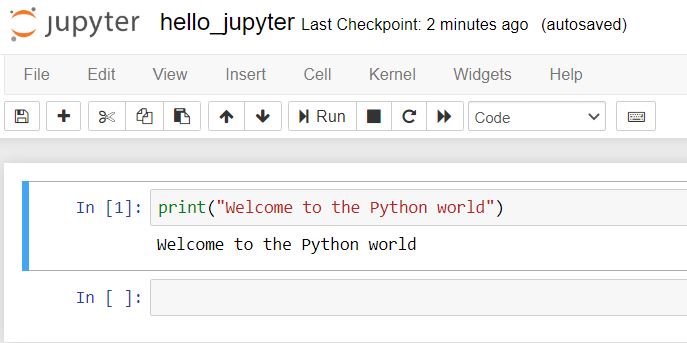 jupyter hello_jupyter Last Checkpoint: 2 minutes ago (autosaved)
File Edit View Insert Cell Kernel Widgets Help
Run Code
In [1]: print("Welcome to the Python world")
Welcome to the Python world
In [ ]: